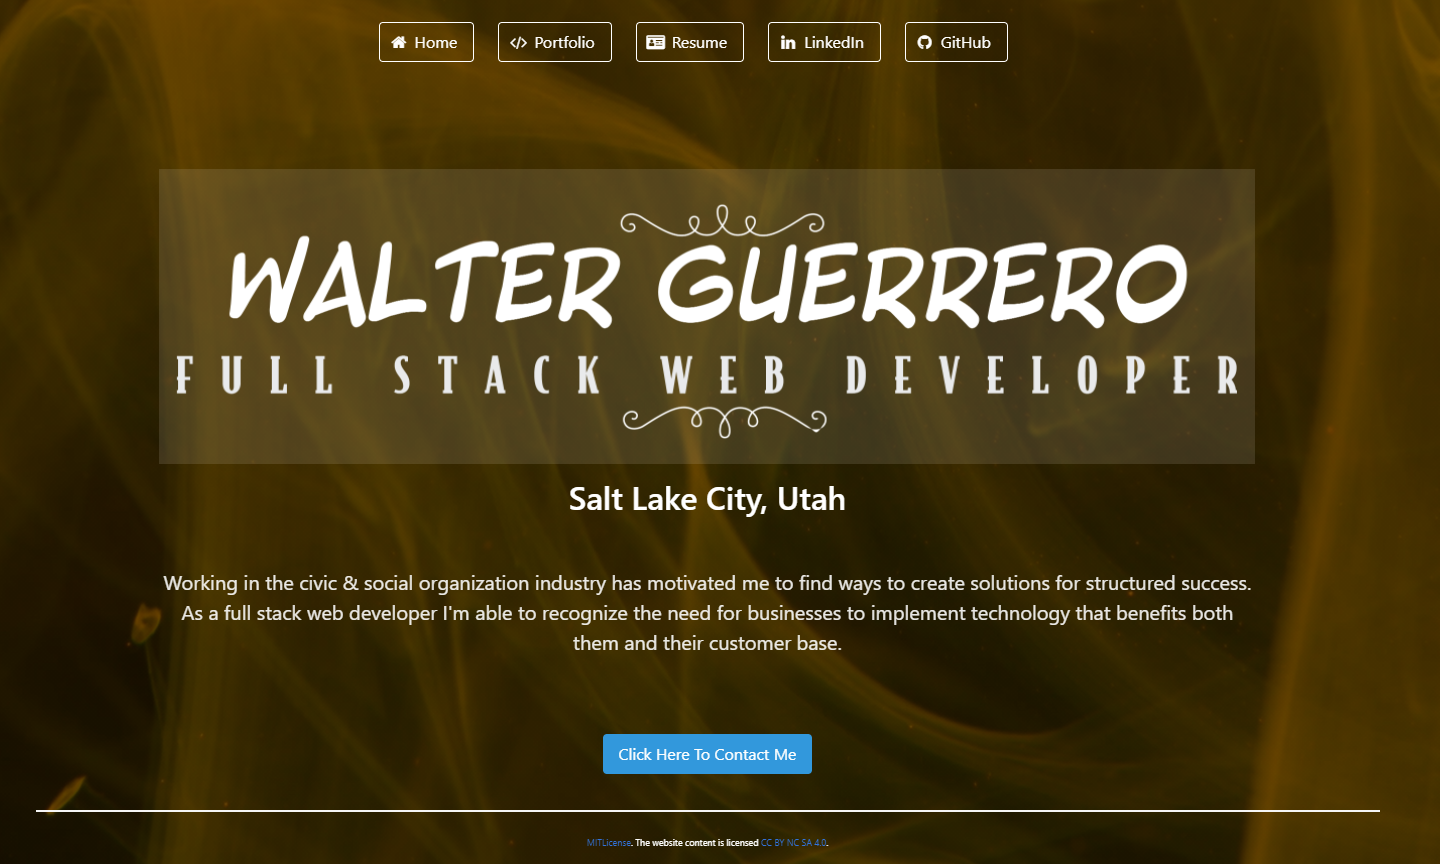 Home Portfolio Resume LinkedIn GitHub
WALTER GUERRERO
FULL STACK WEB DEVELOPER
Salt Lake City, Utah
Working in the civic & social organization industry has motivated me to find ways to create solutions for structured success.
As a full stack web developer I'm able to recognize the need for businesses to implement technology that benefits both
them and their customer base.
Click Here To Contact Me
MITLicense. The website content is licensed CC BY NC SA 4.0.